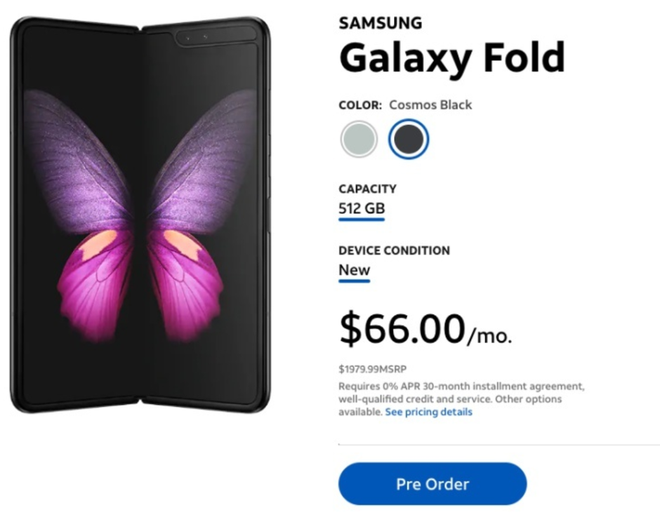 SAMSUNG
Galaxy Fold
COLOR: Cosmos Black
CAPACITY
512 GB
DEVICE CONDITION
New
$66.00/mo.
$1979.99MSRP
Requires 0% APR 30-month installment agreement,
well-qualified credit and service. Other options
available. See pricing details
Pre Order